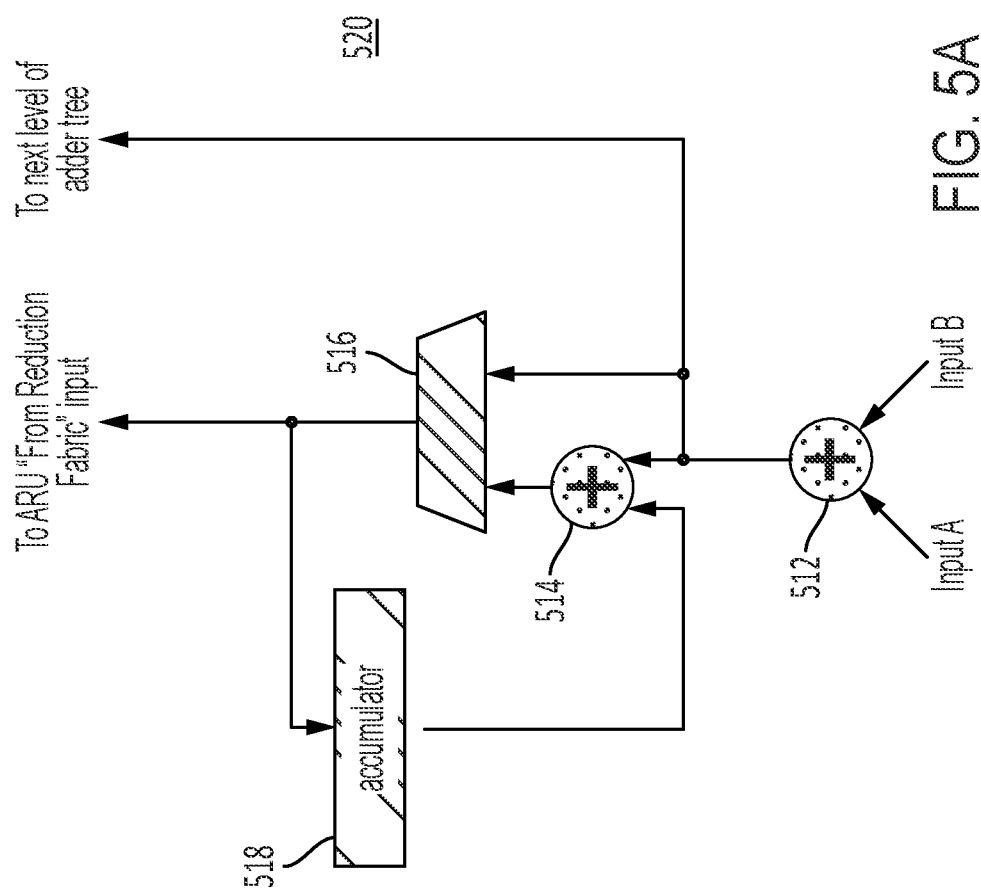 To ARU "From Reduction
Fabric" input
To next level of
adder tree
520
516
accumulator
518
514
512
Input A
Input B
FIG. 5A